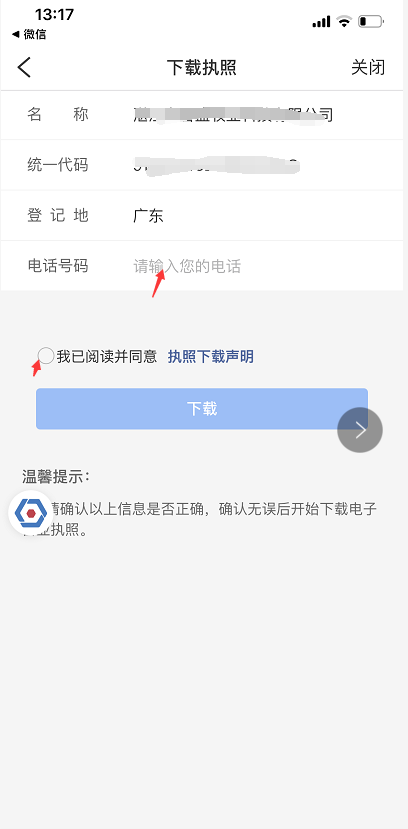 13:17
◀ 微信
下载执照 关闭
名 称 公司
统一代码
登记地 广东
电话号码 请输入您的电话
我已阅读并同意 执照下载声明
下载
温馨提示：
请确认以上信息是否正确，确认无误后开始下载电子
业执照。